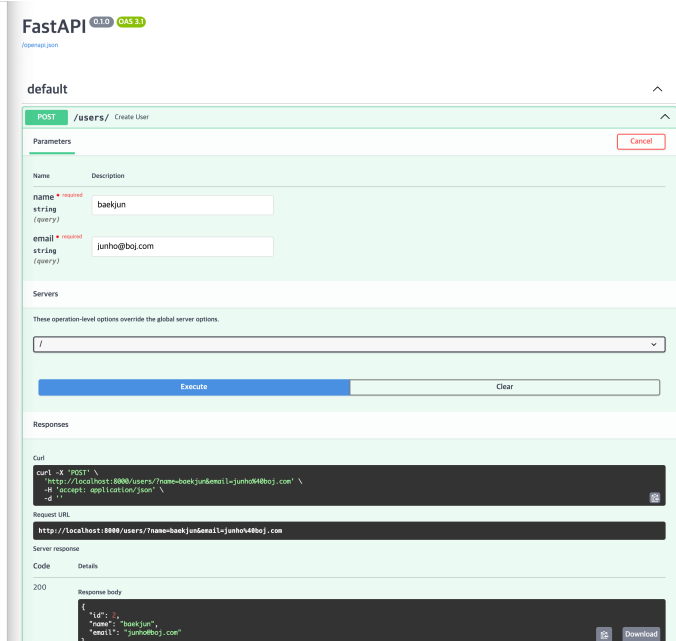 FastAPI 0.1.0 OAS 3.1
/openapi.json
default
POST /users/ Create User
Parameters
Cancel
Name Description
name * required
string
(query)
baekjun
email * required
string
(query)
junho@boj.com
Servers
These operation-level options override the global server options.
/
Execute Clear
Responses
Curl
curl -X 'POST' \
'http://localhost:8000/users/?name=baekjun&email=junho%40boj.com' \
-H 'accept: application/json' \
-d ''
Request URL
http://localhost:8000/users/?name=baekjun&email=junho%40boj.com
Server response
Code Details
200
Response body
{
"id": 2,
"name": "baekjun",
"email": "junho@boj.com"
}
Download